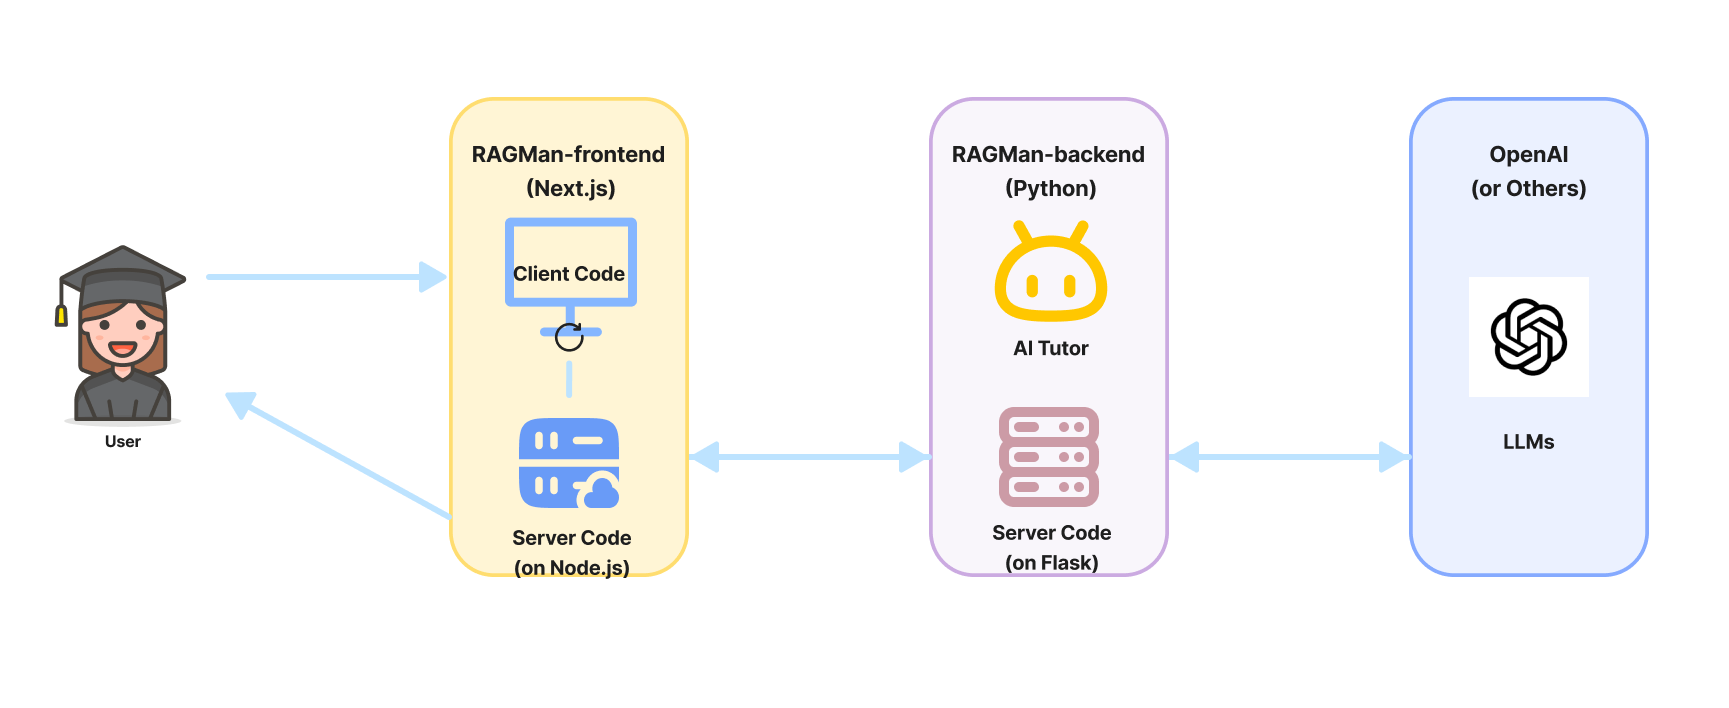 User
RAGMan-frontend
(Next.js)
Client Code
Server Code
(on Node.js)
RAGMan-backend
(Python)
AI Tutor
Server Code
(on Flask)
OpenAI
(or Others)
LLMs